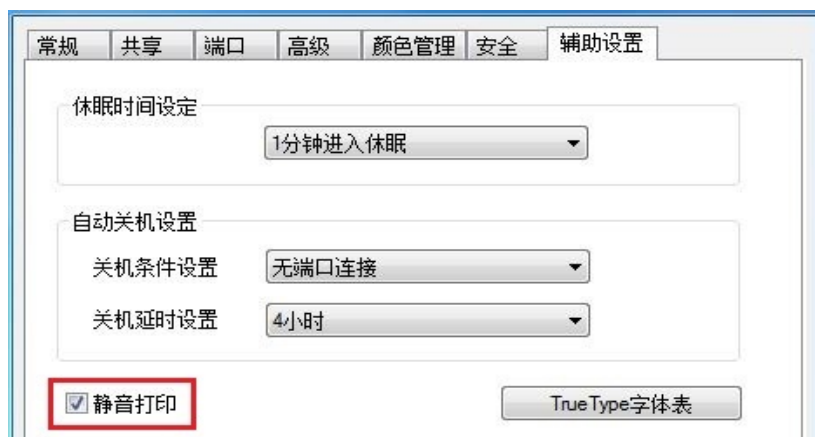 常规 共享 端口 高级 颜色管理 安全 辅助设置
休眠时间设定
1分钟进入休眠
自动关机设置
关机条件设置 无端口连接
关机延时设置 4小时
静音打印 TrueType字体表